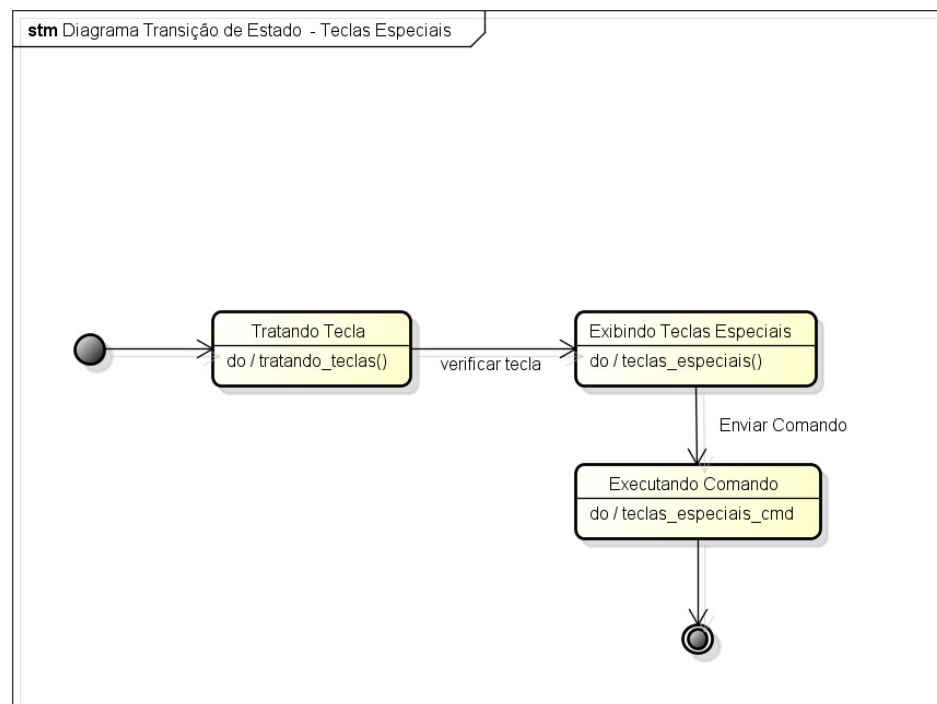 stm Diagrama Transição de Estado - Teclas Especiais
Tratando Tecla
do / tratando_teclas()
verificar tecla
Exibindo Teclas Especiais
do / teclas_especiais()
Enviar Comando
Executando Comando
do / teclas_especiais_cmd